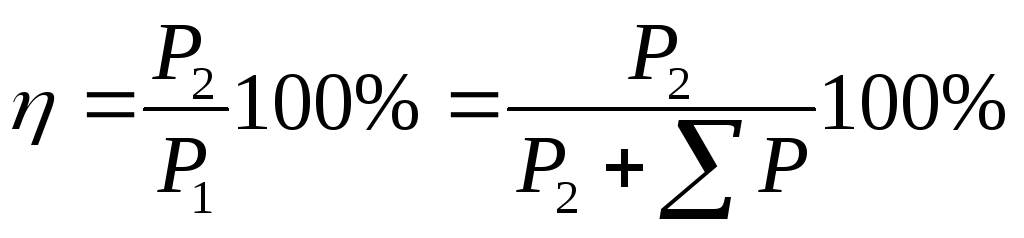 η = P₂/P₁ 100% = P₂/(P₂ + ∑P) 100%